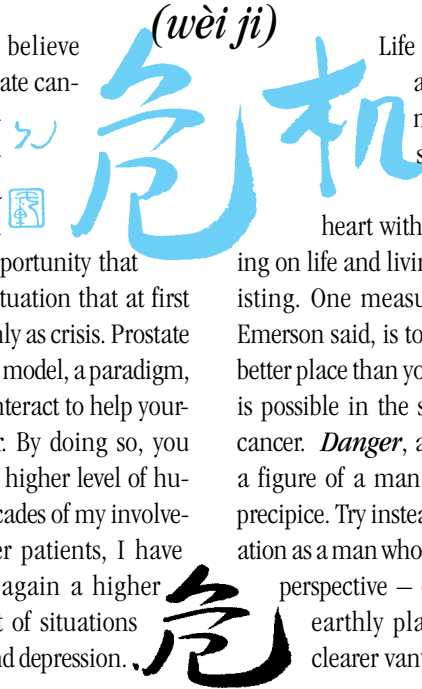 (wèi ji)
危机
believe
ate can-
portunity that
tuation that at first
nly as crisis. Prostate
model, a paradigm,
nteract to help your-
r. By doing so, you
higher level of hu-
cades of my involve-
er patients, I have
again a higher
t of situations
nd depression.
危
Life
heart with
ing on life and livin
isting. One measu
Emerson said, is to
better place than yo
is possible in the s
cancer. Danger, a
a figure of a man
precipice. Try instea
ation as a man who
perspective –
earthly pla
clearer vant